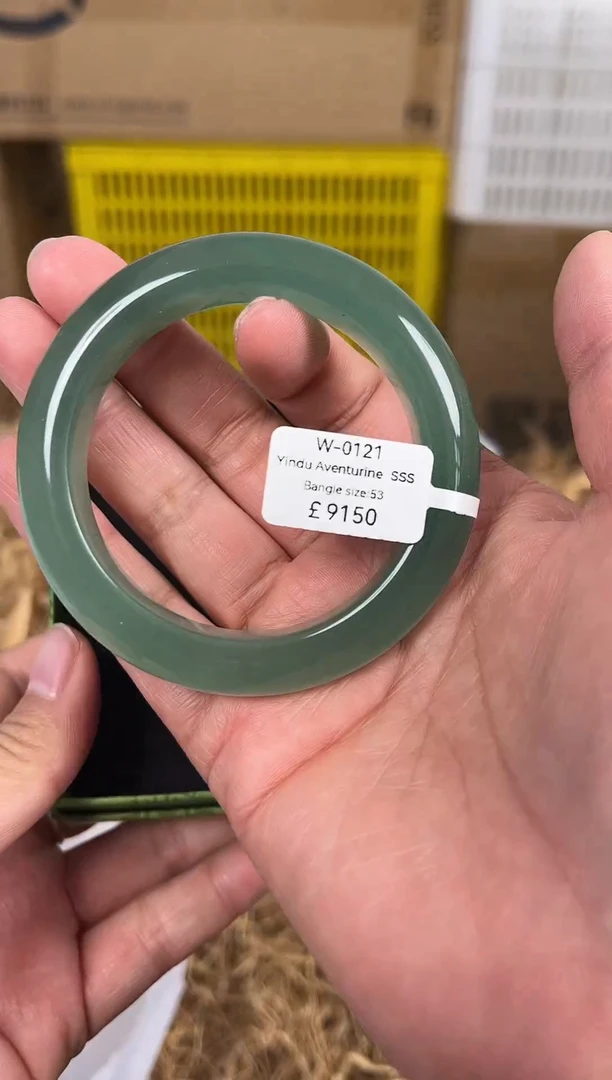 W-0121
Yindu Aventurine SSS
Bangle size:53
£9150